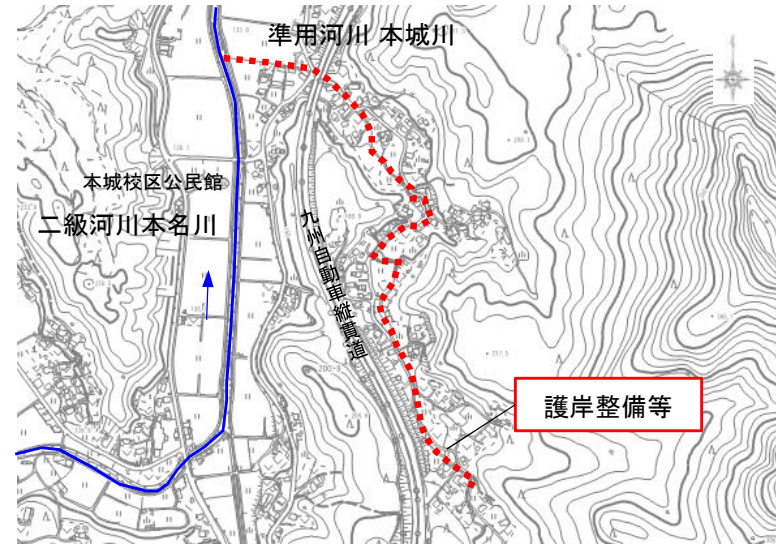 準用河川 本城川
本城校区公民館
二級河川本名川
九州自動車縦貫道
護岸整備等